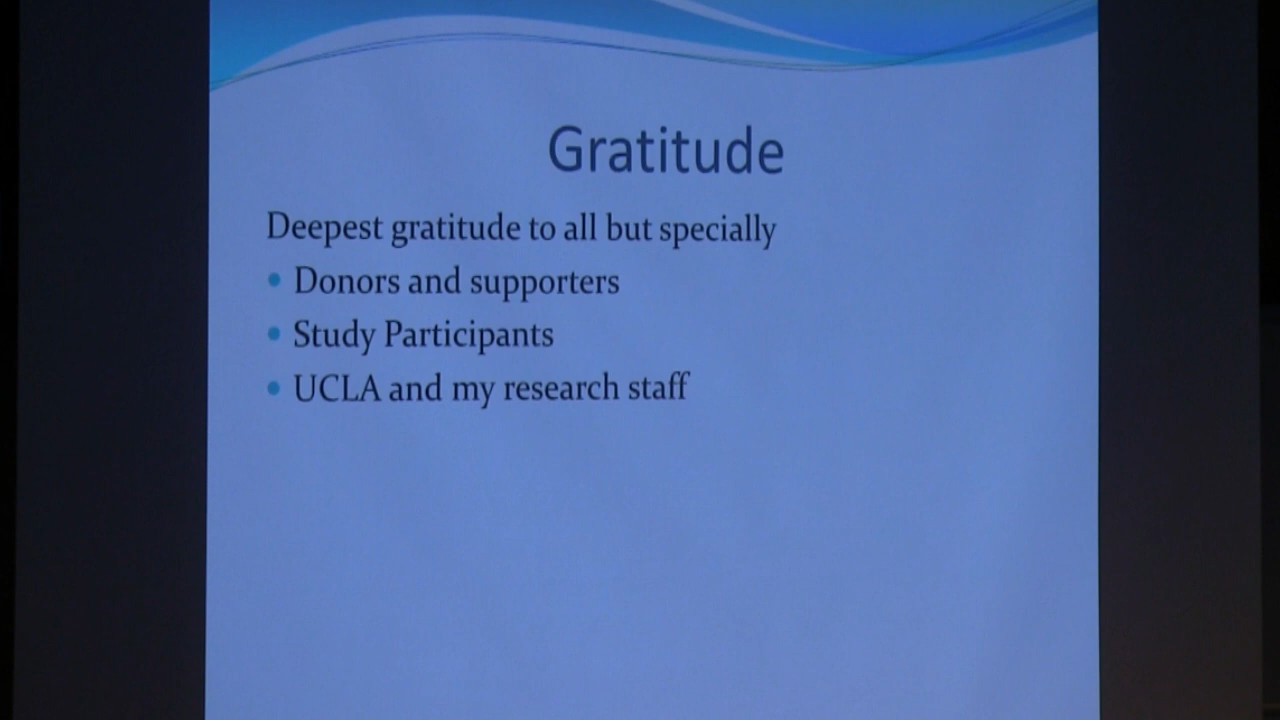 Gratitude
Deepest gratitude to all but specially
• Donors and supporters
• Study Participants
• UCLA and my research staff